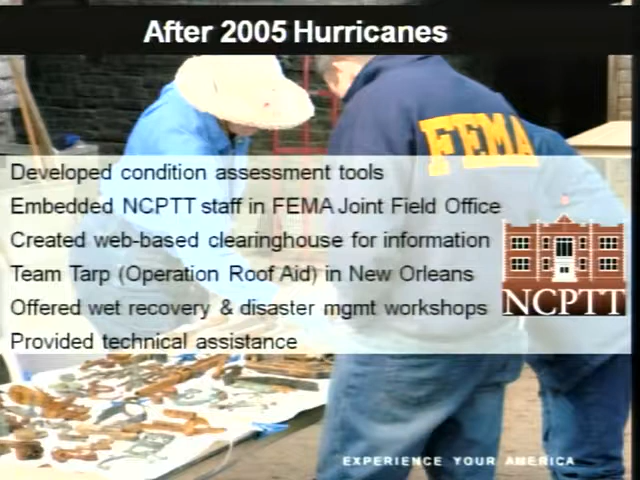 After 2005 Hurricanes
FEMA
Developed condition assessment tools
Embedded NCPTT staff in FEMA Joint Field Office
Created web-based clearinghouse for information
Team Tarp (Operation Roof Aid) in New Orleans
Offered wet recovery & disaster mgmt workshops
Provided technical assistance
NCPTT
EXPERIENCE YOUR AMERICA